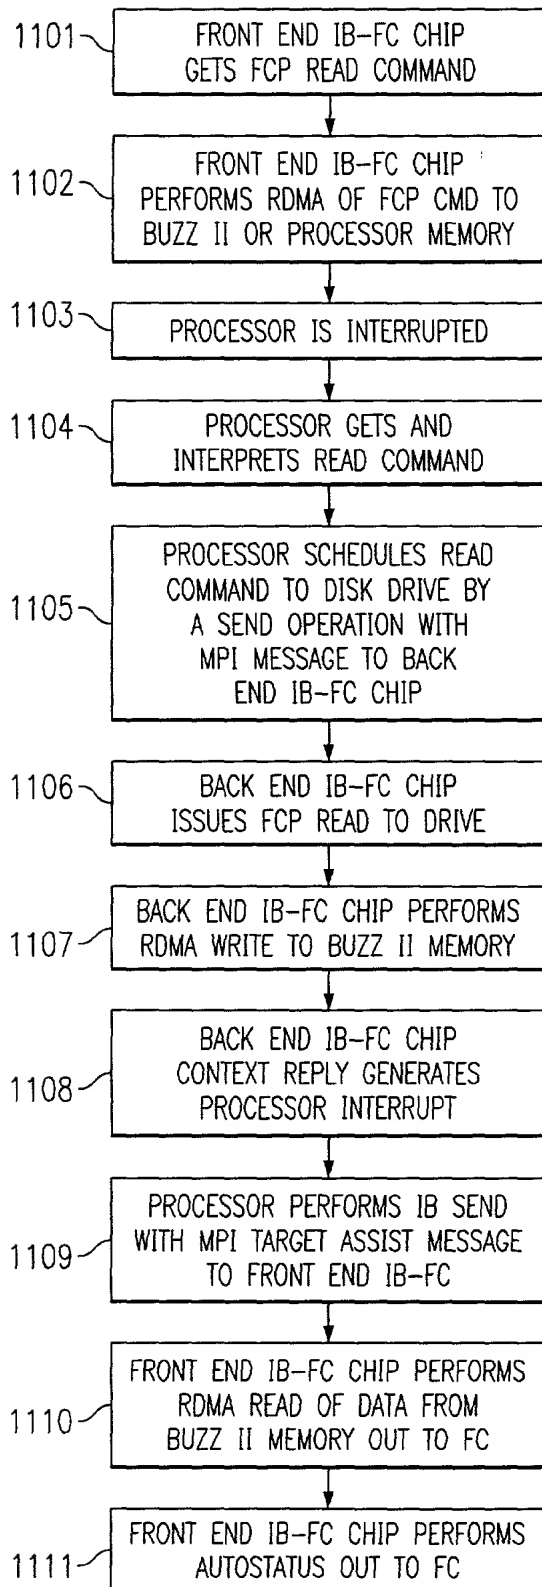 1101
FRONT END IB-FC CHIP
GETS FCP READ COMMAND
1102
FRONT END IB-FC CHIP
PERFORMS RDMA OF FCP CMD TO
BUZZ II OR PROCESSOR MEMORY
1103
PROCESSOR IS INTERRUPTED
1104
PROCESSOR GETS AND
INTERPRETS READ COMMAND
1105
PROCESSOR SCHEDULES READ
COMMAND TO DISK DRIVE BY
A SEND OPERATION WITH
MPI MESSAGE TO BACK
END IB-FC CHIP
1106
BACK END IB-FC CHIP
ISSUES FCP READ TO DRIVE
1107
BACK END IB-FC CHIP PERFORMS
RDMA WRITE TO BUZZ II MEMORY
1108
BACK END IB-FC CHIP
CONTEXT REPLY GENERATES
PROCESSOR INTERRUPT
1109
PROCESSOR PERFORMS IB SEND
WITH MPI TARGET ASSIST MESSAGE
TO FRONT END IB-FC
1110
FRONT END IB-FC CHIP PERFORMS
RDMA READ OF DATA FROM
BUZZ II MEMORY OUT TO FC
1111
FRONT END IB-FC CHIP PERFORMS
AUTOSTATUS OUT TO FC